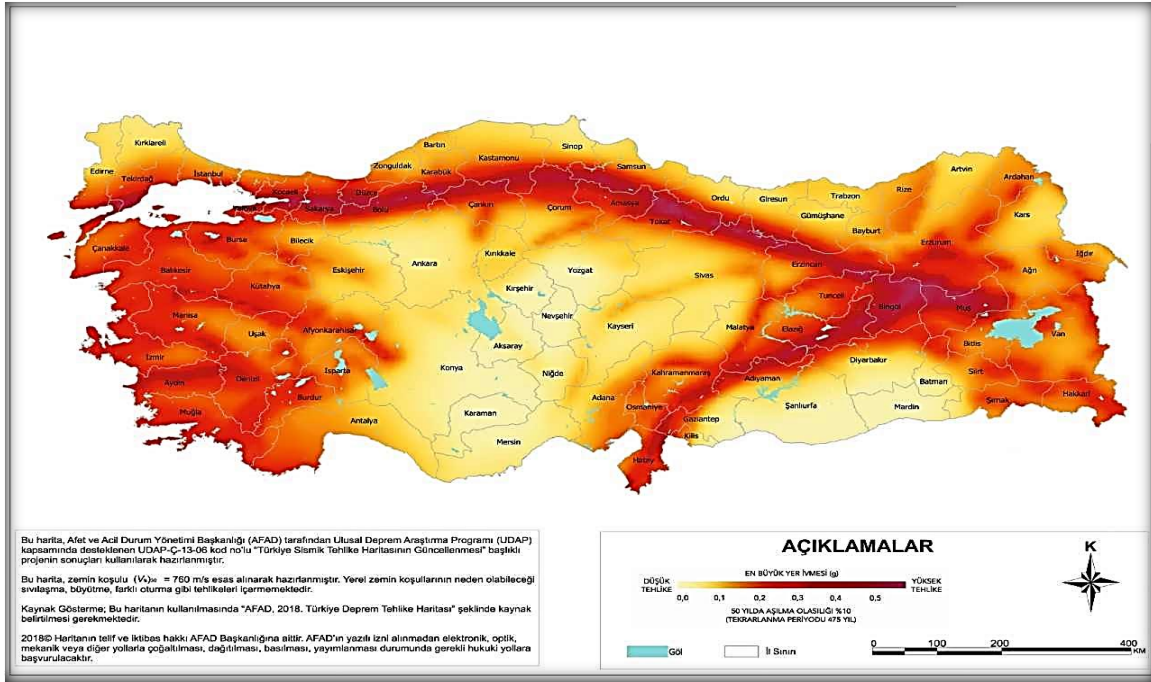 Kırklareli
Edirne
Tekirdağ
İstanbul
Kocaeli
Yalova
Sakarya
Düzce
Bolu
Zonguldak
Bartın
Karabük
Kastamonu
Sinop
Samsun
Çankırı
Çorum
Amasya
Tokat
Ordu
Giresun
Trabzon
Rize
Artvin
Ardahan
Gümüşhane
Bayburt
Kars
Erzurum
Erzincan
Iğdır
Ağrı
Çanakkale
Bursa
Bilecik
Balıkesir
Kütahya
Eskişehir
Ankara
Kırıkkale
Yozgat
Sivas
Kırşehir
Nevşehir
Kayseri
Tunceli
Bingöl
Muş
Manisa
Uşak
Afyonkarahisar
Aksaray
Malatya
Elazığ
Bitlis
Van
İzmir
Aydın
Denizli
Isparta
Konya
Niğde
Kahramanmaraş
Adıyaman
Diyarbakır
Batman
Siirt
Muğla
Burdur
Antalya
Karaman
Mersin
Adana
Osmaniye
Gaziantep
Kilis
Hatay
Şanlıurfa
Mardin
Şırnak
Hakkari
Bu harita, Afet ve Acil Durum Yönetimi Başkanlığı (AFAD) tarafından Ulusal Deprem Araştırma Programı (UDAP)
kapsamında desteklenen UDAP-Ç-13-06 kod no'lu "Türkiye Sismik Tehlike Haritasının Güncellenmesi" başlıklı
projenin sonuçları kullanılarak hazırlanmıştır.
Bu harita, zemin koşulu (Vs)30 = 760 m/s esas alınarak hazırlanmıştır. Yerel zemin koşullarının neden olabileceği
sıvılaşma, büyütme, farklı oturma gibi tehlikeleri içermemektedir.
Kaynak Gösterme; Bu haritanın kullanılmasında "AFAD, 2018. Türkiye Deprem Tehlike Haritası" şeklinde kaynak
belirtilmesi gerekmektedir.
2018© Haritanın telif ve iktibas hakkı AFAD Başkanlığına aittir. AFAD'ın yazılı izni alınmadan elektronik, optik,
mekanik veya diğer yollarla çoğaltılması, dağıtılması, basılması, yayımlanması durumunda gerekli hukuki yollara
başvurulacaktır.
AÇIKLAMALAR
EN BÜYÜK YER İVMESİ (g)
DÜŞÜK
TEHLİKE
YÜKSEK
TEHLİKE
0,0 0,1 0,2 0,3 0,4 0,5
50 YILDA AŞILMA OLASILIĞI %10
(TEKRARLANMA PERİYODU 475 YIL)
Göl
İl Sınırı
K
0 100 200 400
KM